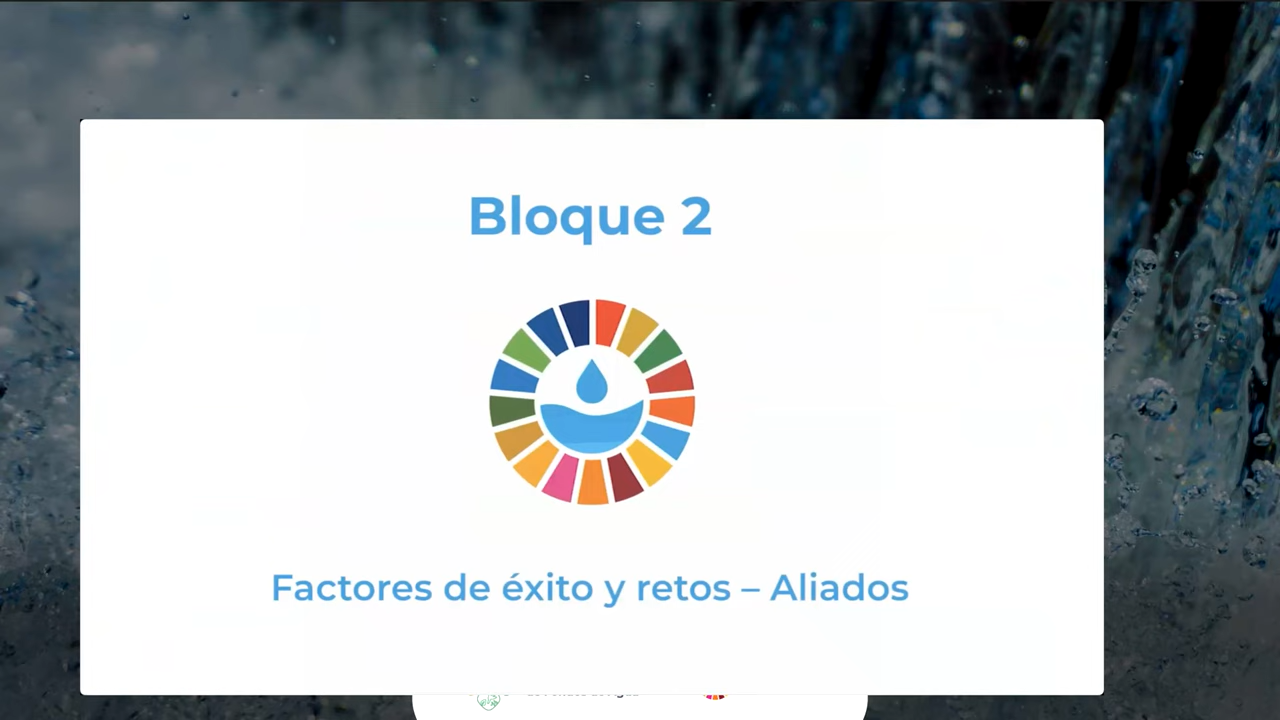 Bloque 2
Factores de éxito y retos – Aliados